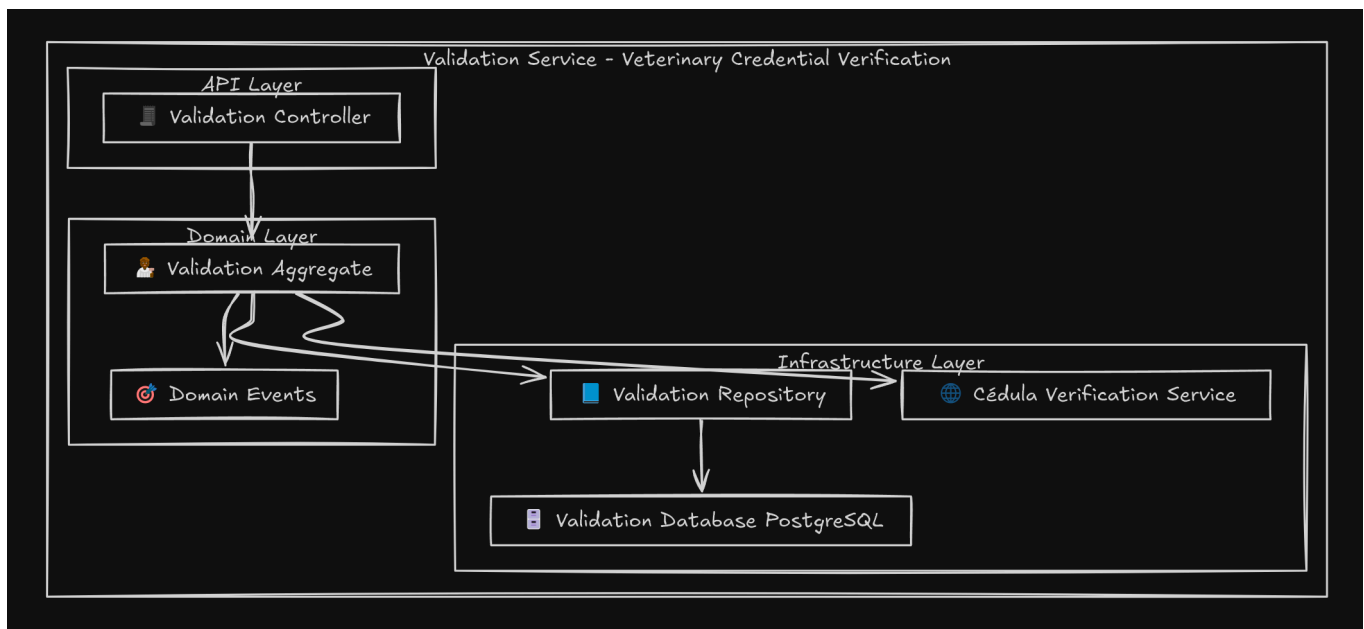 Validation Service - Veterinary Credential Verification
API Layer
Validation Controller
Domain Layer
Validation Aggregate
Domain Events
Infrastructure Layer
Validation Repository
Cédula Verification Service
Validation Database PostgreSQL